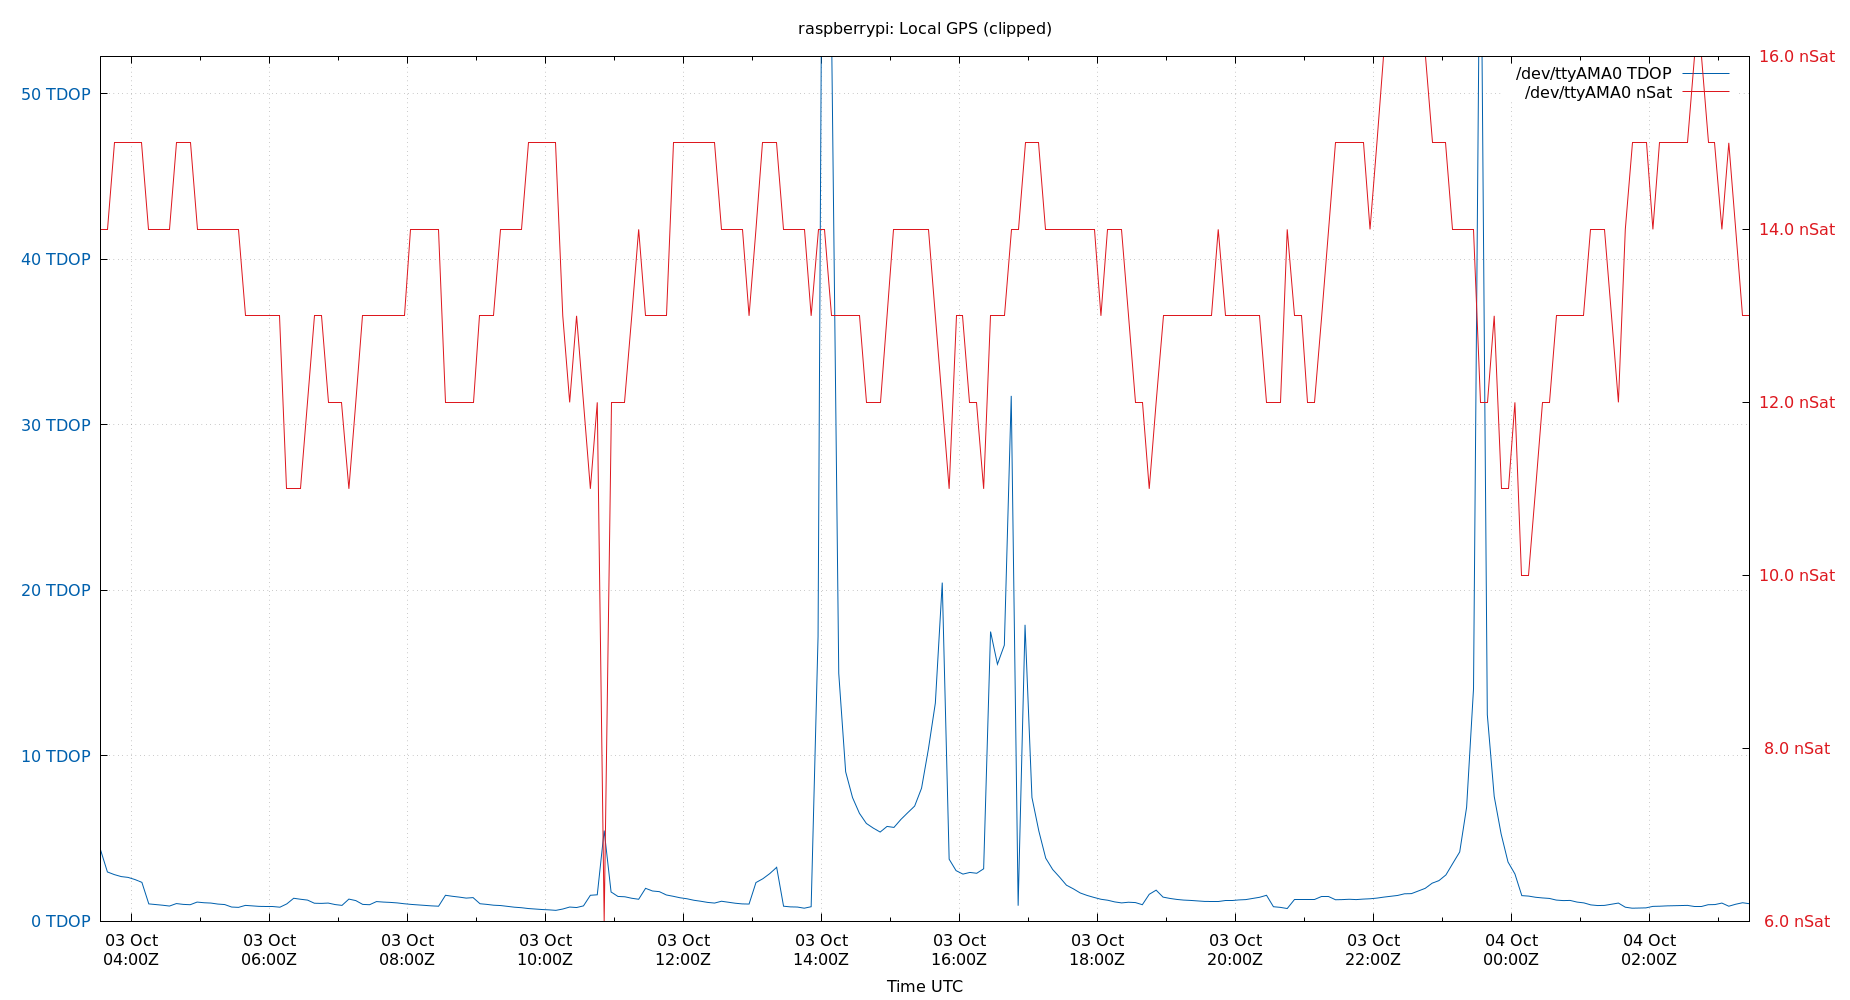 raspberrypi: Local GPS (clipped)
/dev/ttyAMA0 TDOP
/dev/ttyAMA0 nSat
50 TDOP
40 TDOP
30 TDOP
20 TDOP
10 TDOP
0 TDOP
16.0 nSat
14.0 nSat
12.0 nSat
10.0 nSat
8.0 nSat
6.0 nSat
03 Oct
04:00Z
03 Oct
06:00Z
03 Oct
08:00Z
03 Oct
10:00Z
03 Oct
12:00Z
03 Oct
14:00Z
03 Oct
16:00Z
03 Oct
18:00Z
03 Oct
20:00Z
03 Oct
22:00Z
04 Oct
00:00Z
04 Oct
02:00Z
Time UTC